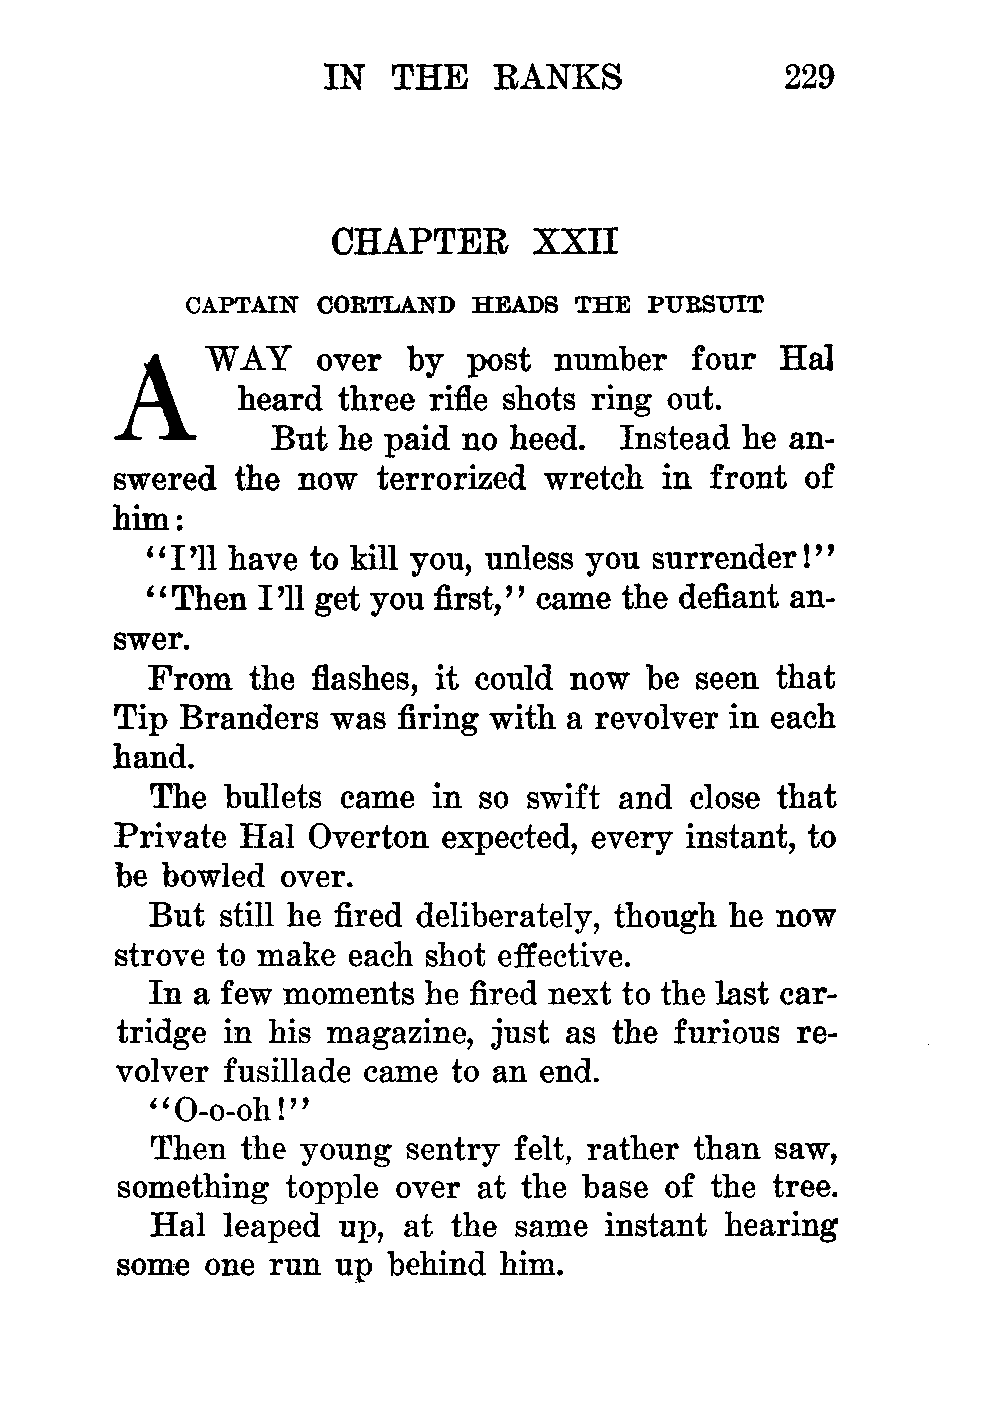 IN THE RANKS 229
CHAPTER XXII
CAPTAIN CORTLAND HEADS THE PURSUIT
AWAY over by post number four Hal
heard three rifle shots ring out.
But he paid no heed. Instead he an-
swered the now terrorized wretch in front of
him:
“I’ll have to kill you, unless you surrender!”
“Then I’ll get you first,” came the defiant an-
swer.
From the flashes, it could now be seen that
Tip Branders was firing with a revolver in each
hand.
The bullets came in so swift and close that
Private Hal Overton expected, every instant, to
be bowled over.
But still he fired deliberately, though he now
strove to make each shot effective.
In a few moments he fired next to the last car-
tridge in his magazine, just as the furious re-
volver fusillade came to an end.
“O-o-oh!”
Then the young sentry felt, rather than saw,
something topple over at the base of the tree.
Hal leaped up, at the same instant hearing
some one run up behind him.